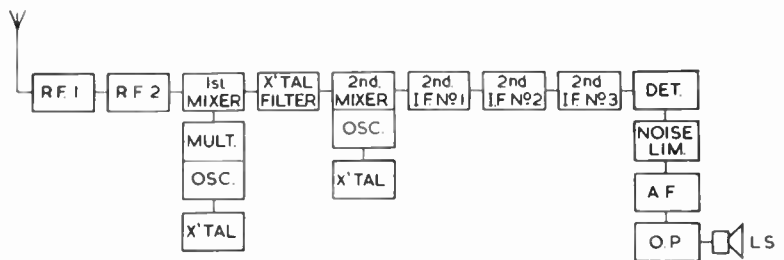 R.F.1
R.F.2
1st
MIXER
X'TAL
FILTER
2nd.
MIXER
2nd.
I.F.Nº1
2nd
I.F.Nº2
2nd
I.F.Nº3
DET.
MULT.
OSC.
X'TAL
OSC.
X'TAL
NOISE
LIM.
A F
O.P
L S